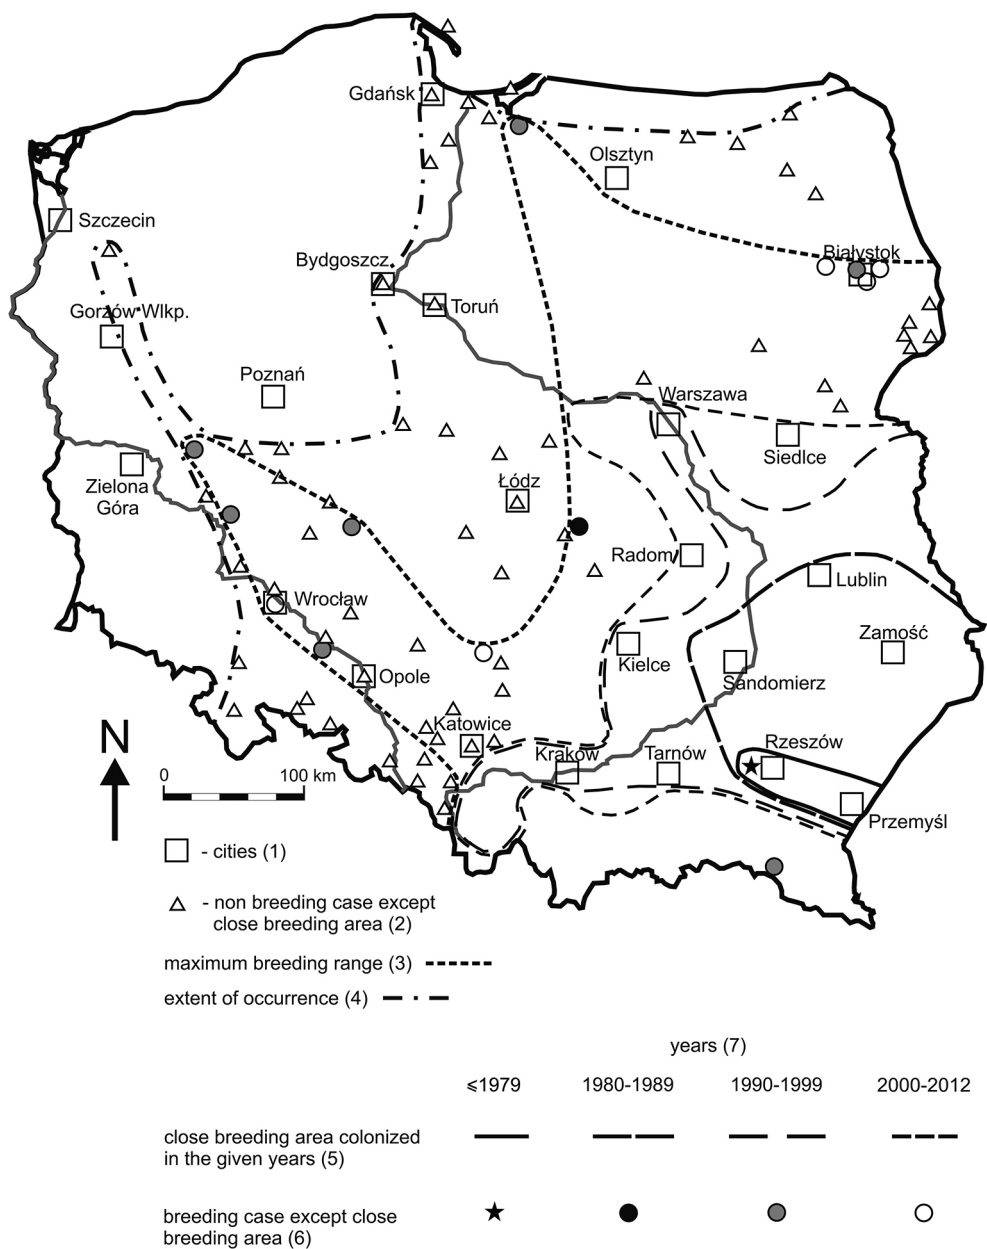 Gdańsk
Olsztyn
Szczecin
Białystok
Bydgoszcz
Toruń
Gorzów Wlkp.
Poznań
Warszawa
Siedlce
Zielona
Góra
Łódź
Radom
Lublin
Wrocław
Zamość
Kielce
Sandomierz
Opole
Katowice
Kraków
Tarnów
Rzeszów
Przemyśl
N
0 100 km
- cities (1)
- non breeding case except
close breeding area (2)
maximum breeding range (3)
extent of occurrence (4)
years (7)
⩽1979 1980-1989 1990-1999 2000-2012
close breeding area colonized
in the given years (5)
breeding case except close
breeding area (6)